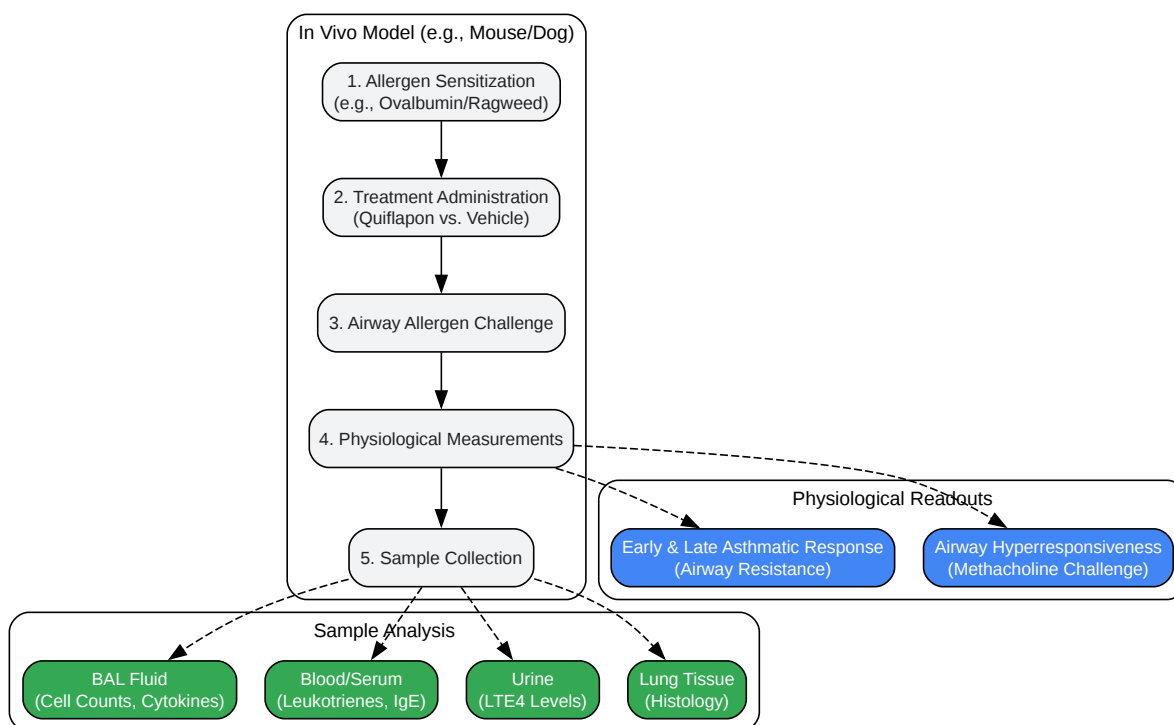 In Vivo Model (e.g., Mouse/Dog)
1. Allergen Sensitization
(e.g., Ovalbumin/Ragweed)
2. Treatment Administration
(Quiflapon vs. Vehicle)
3. Airway Allergen Challenge
4. Physiological Measurements
Physiological Readouts
5. Sample Collection
Early & Late Asthmatic Response
(Airway Resistance)
Airway Hyperresponsiveness
(Methacholine Challenge)
Sample Analysis
BAL Fluid
(Cell Counts, Cytokines)
Blood/Serum
(Leukotrienes, IgE)
Urine
(LTE4 Levels)
Lung Tissue
(Histology)